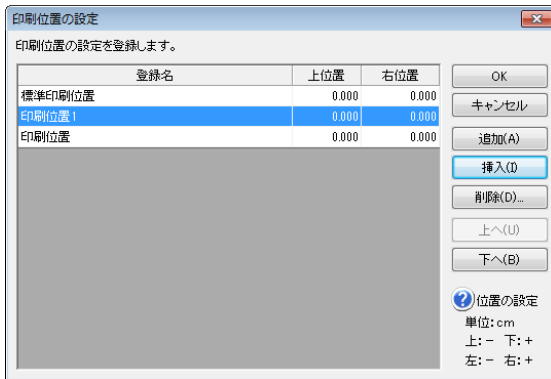 印刷位置の設定
印刷位置の設定を登録します。
登録名 上位置 右位置
標準印刷位置 0.000 0.000
印刷位置1 0.000 0.000
印刷位置 0.000 0.000
OK
キャンセル
追加(A)
挿入(I)
削除(D)...
上へ(U)
下へ(B)
位置の設定
単位:cm
上:- 下:+
左:- 右:+